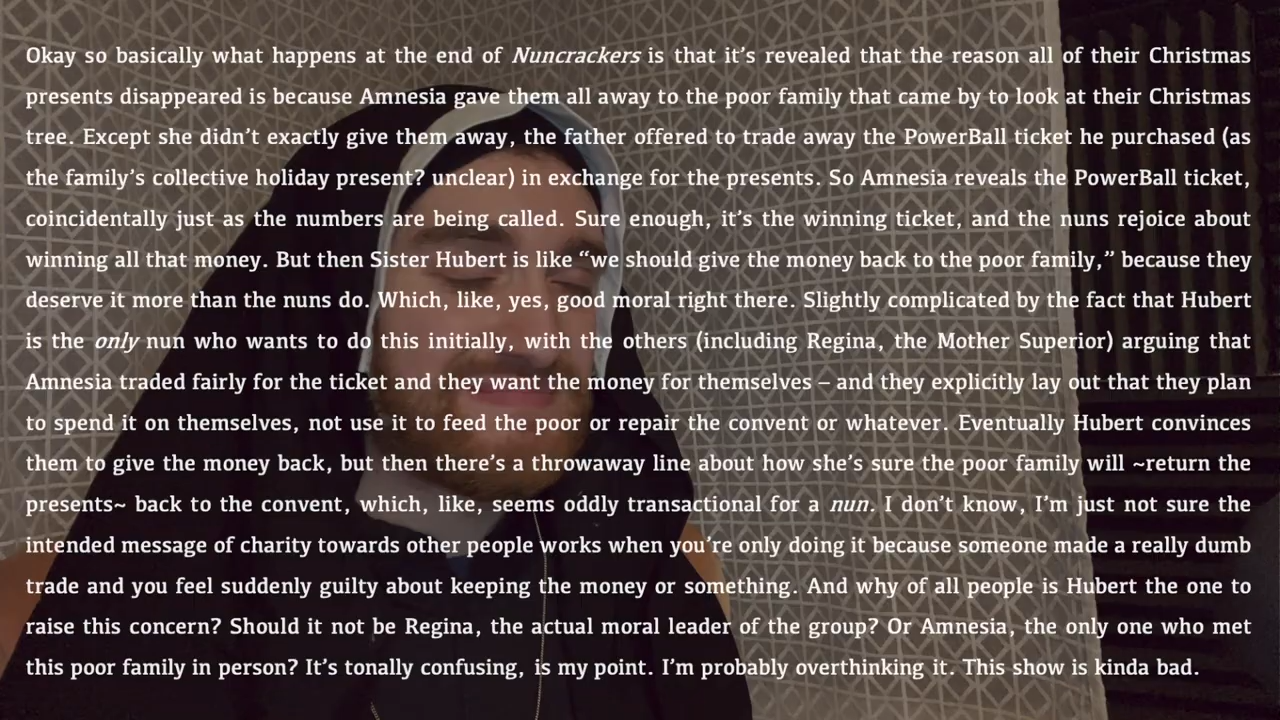 Okay so basically what happens at the end of Nuncrackers is that it’s revealed that the reason all of their Christmas
presents disappeared is because Amnesia gave them all away to the poor family that came by to look at their Christmas
tree. Except she didn’t exactly give them away, the father offered to trade away the PowerBall ticket he purchased (as
the family’s collective holiday present? unclear) in exchange for the presents. So Amnesia reveals the PowerBall ticket,
coincidentally just as the numbers are being called. Sure enough, it’s the winning ticket, and the nuns rejoice about
winning all that money. But then Sister Hubert is like “we should give the money back to the poor family,” because they
deserve it more than the nuns do. Which, like, yes, good moral right there. Slightly complicated by the fact that Hubert
is the only nun who wants to do this initially, with the others (including Regina, the Mother Superior) arguing that
Amnesia traded fairly for the ticket and they want the money for themselves – and they explicitly lay out that they plan
to spend it on themselves, not use it to feed the poor or repair the convent or whatever. Eventually Hubert convinces
them to give the money back, but then there’s a throwaway line about how she’s sure the poor family will ~return the
presents~ back to the convent, which, like, seems oddly transactional for a nun. I don’t know, I’m just not sure the
intended message of charity towards other people works when you’re only doing it because someone made a really dumb
trade and you feel suddenly guilty about keeping the money or something. And why of all people is Hubert the one to
raise this concern? Should it not be Regina, the actual moral leader of the group? Or Amnesia, the only one who met
this poor family in person? It’s tonally confusing, is my point. I’m probably overthinking it. This show is kinda bad.